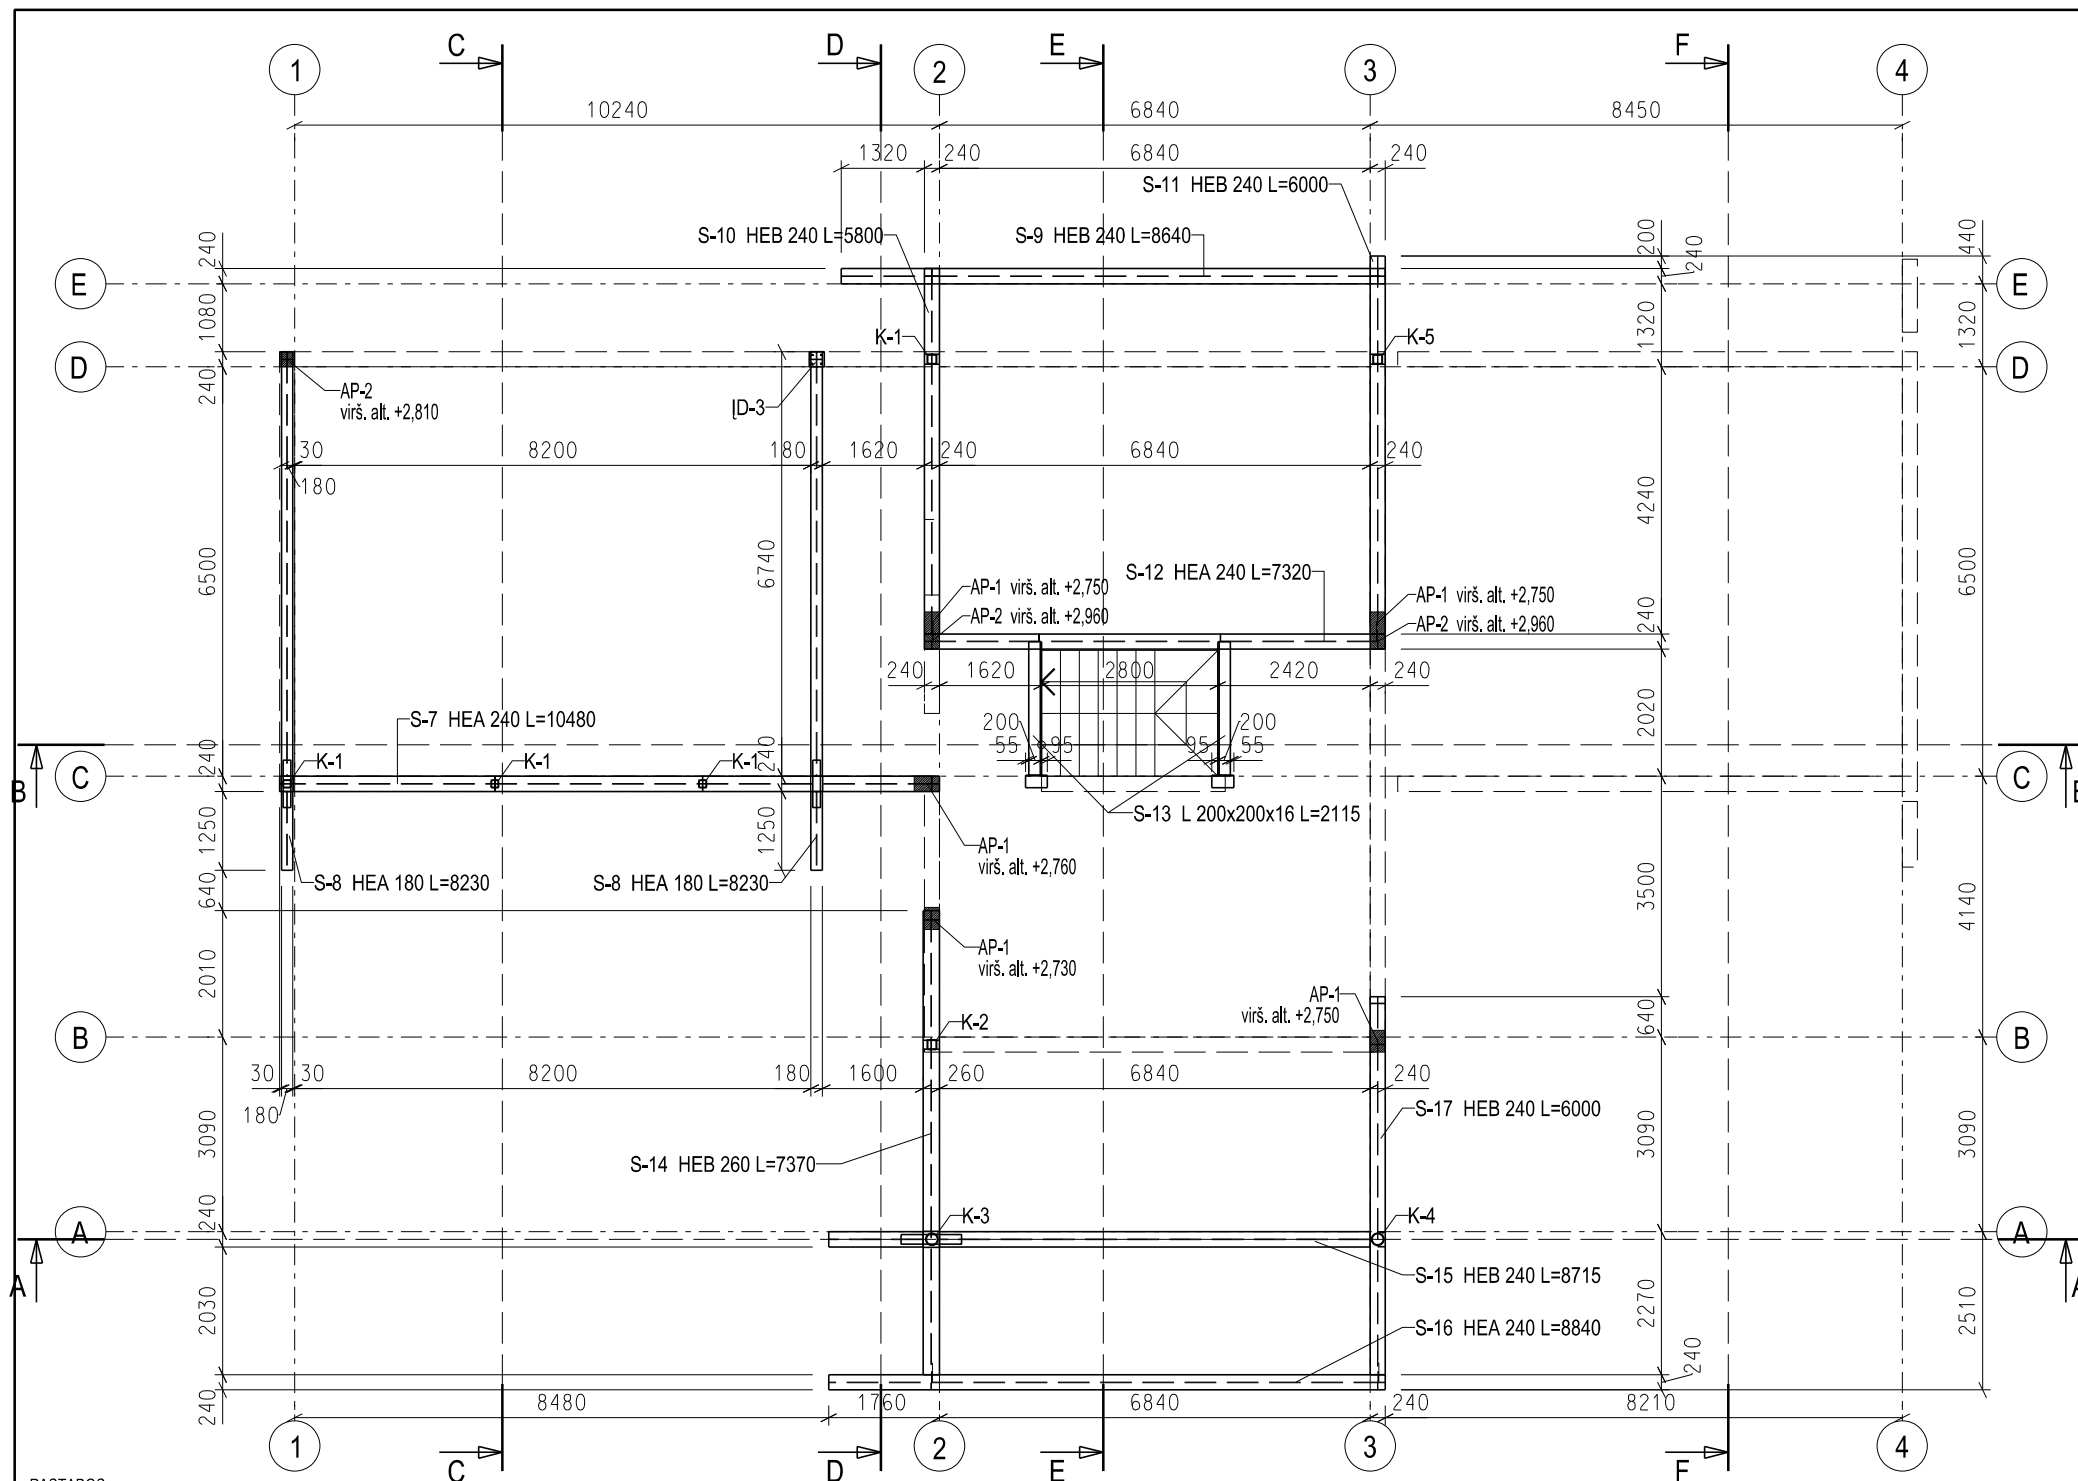 C D E F
1 2 3 4
10240 6840 8450
1320 240 6840 240
S-11 HEB 240 L=6000
S-10 HEB 240 L=5800
S-9 HEB 240 L=8640
240 200 240 440
E E
1080 1320 1320
K-1 K-5
D D
240
AP-2
virš. alt. +2,810
ĮD-3
30 8200 180 1620 240 6840 240
180
6500 6740 4240 6500
S-12 HEA 240 L=7320
AP-1 virš. alt. +2,750
AP-2 virš. alt. +2,960
AP-1 virš. alt. +2,750
AP-2 virš. alt. +2,960
240
240 1620 2800 2420 240
S-7 HEA 240 L=10480
200 200
55 95 95 55
2020
240 240
K-1 K-1 K-1
B C C
S-13 L 200x200x16 L=2115
1250 1250
AP-1
virš. alt. +2,760
S-8 HEA 180 L=8230
S-8 HEA 180 L=8230
640 3500 4140
AP-1
virš. alt. +2,730
2010
AP-1
virš. alt. +2,750
640
K-2
B B
30 30 8200 180 1600 260 6840 240
180
S-17 HEB 240 L=6000
3090 3090 3090
S-14 HEB 260 L=7370
240
K-3 K-4
A A
A A
S-15 HEB 240 L=8715
2030 2270 2510
S-16 HEA 240 L=8840
240 240
8480 1760 6840 240 8210
1 2 3 4
C D E F